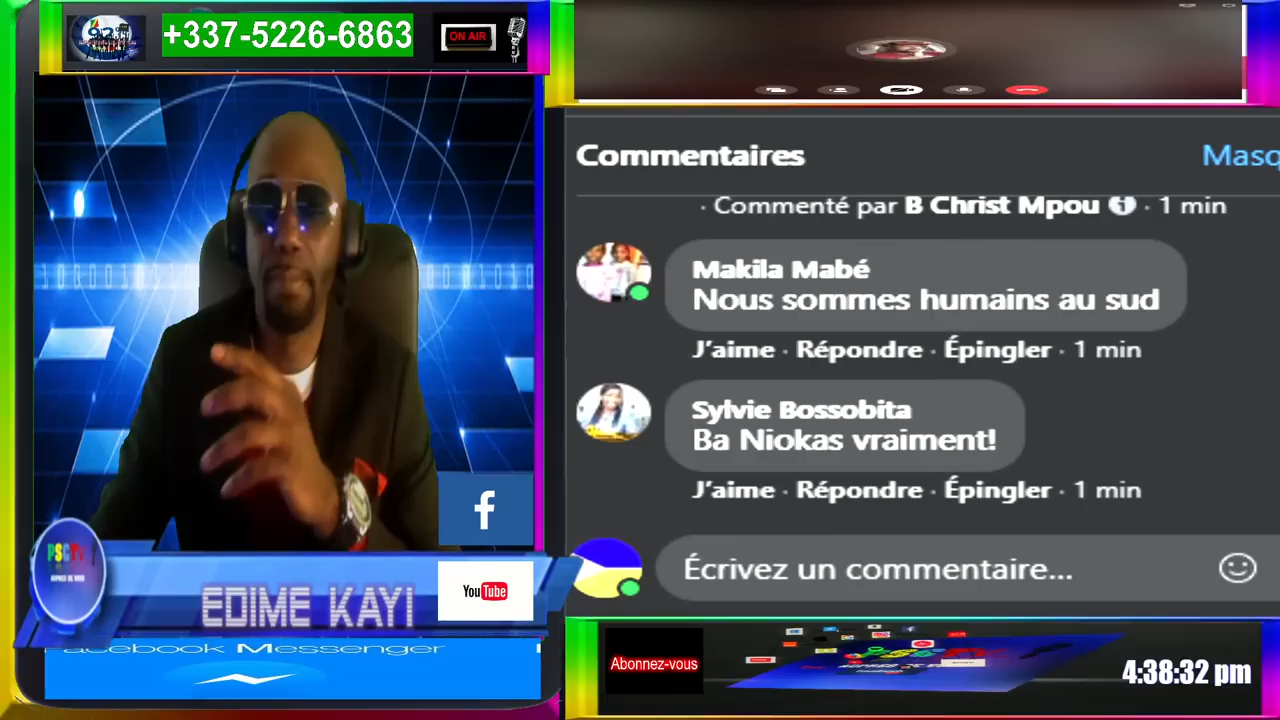 +337-5226-6863
ON AIR
Commentaires
Masq
· Commenté par B Christ Mpou · 1 min
Makila Mabé
Nous sommes humains au sud
J'aime · Répondre · Épingler · 1 min
Sylvie Bossobita
Ba Niokas vraiment!
J'aime · Répondre · Épingler · 1 min
Écrivez un commentaire...
PSCTV
EDIME KAYI
YouTube
acebook Messenger
Abonnez-vous
4:38:32 pm